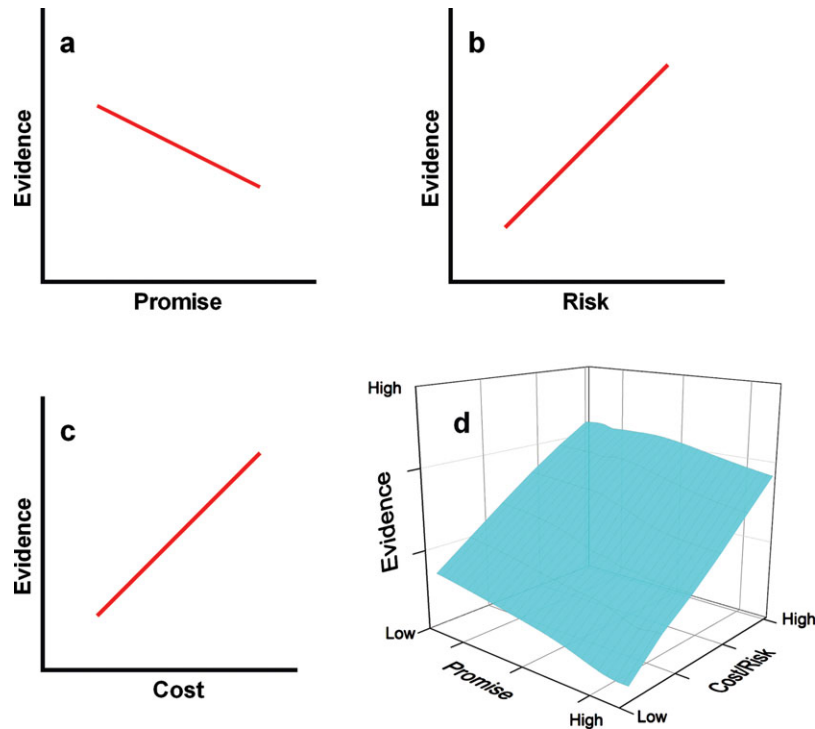 a
Evidence
Promise
b
Evidence
Risk
c
Evidence
Cost
d
High
Evidence
Low
Promise
High
Low
Cost/Risk
High